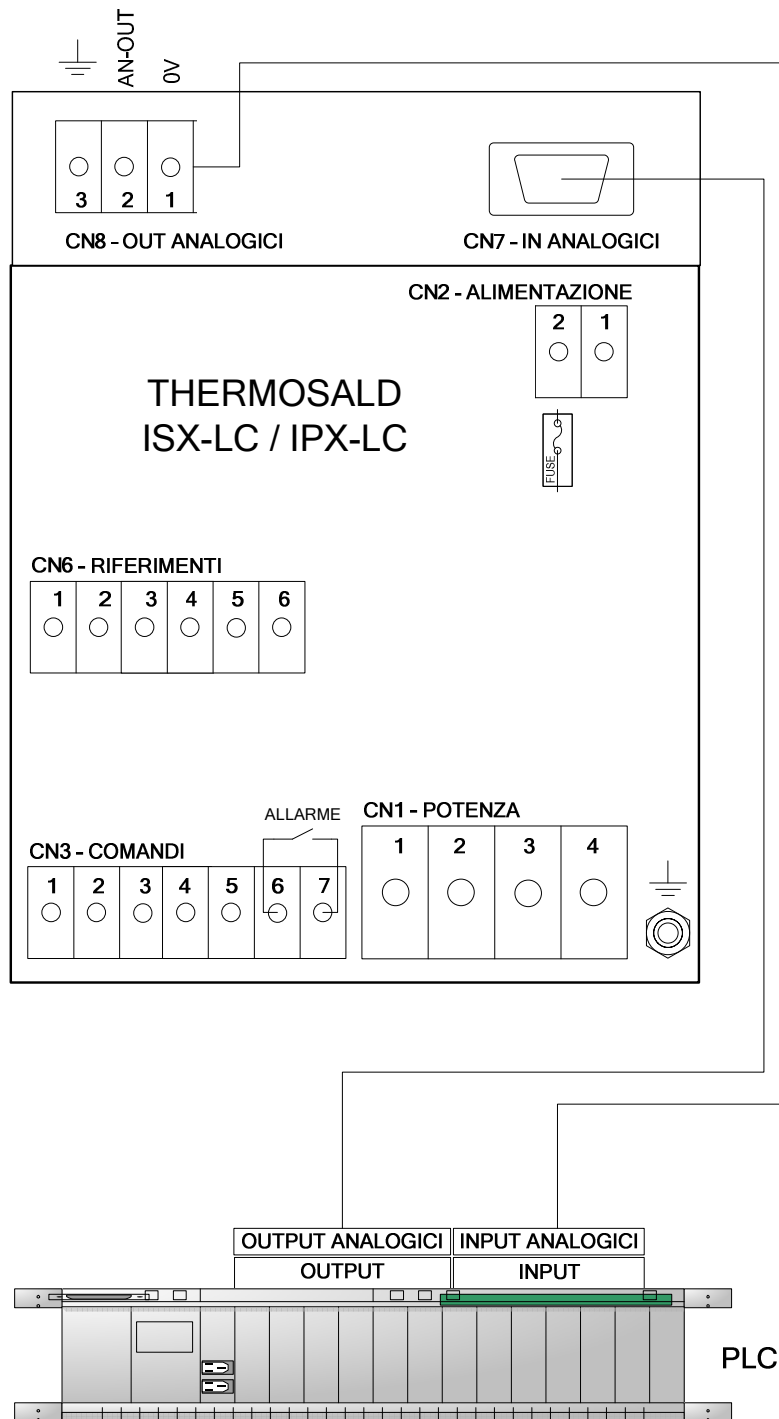 AN-OUT
0V
3 2 1
CN8 - OUT ANALOGICI
CN7 - IN ANALOGICI
CN2 - ALIMENTAZIONE
2 1
FUSE
THERMOSALD
ISX-LC / IPX-LC
CN6 - RIFERIMENTI
1 2 3 4 5 6
ALLARME
CN3 - COMANDI
1 2 3 4 5 6 7
CN1 - POTENZA
1 2 3 4
OUTPUT ANALOGICI
INPUT ANALOGICI
OUTPUT
INPUT
PLC